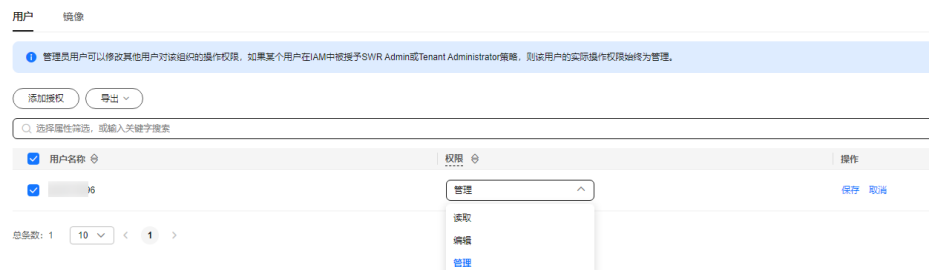 用户 镜像
管理员用户可以修改其他用户对该组织的操作权限，如果某个用户在IAM中被授予SWR Admin或Tenant Administrator策略，则该用户的实际操作权限始终为管理。
添加授权 导出
选择属性筛选，或输入关键字搜索
用户名称 权限 操作
96 管理 保存 取消
读取
编辑
管理
总条数：1 10 1